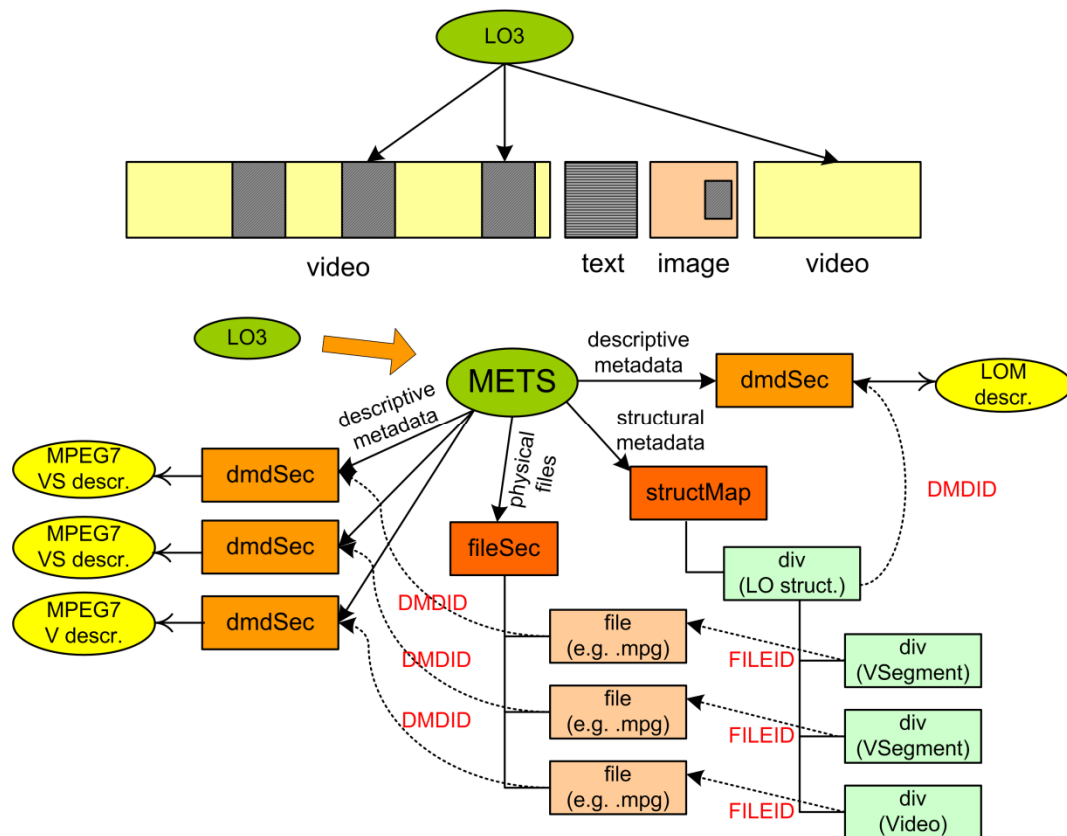 LO3
video
text
image
video
LO3
METS
descriptive
metadata
dmdSec
LOM
descr.
descriptive
metadata
structural
metadata
physical
files
MPEG7
VS descr.
dmdSec
structMap
DMDID
MPEG7
VS descr.
dmdSec
fileSec
div
(LO struct.)
MPEG7
V descr.
dmdSec
DMDID
file
(e.g. .mpg)
FILEID
div
(VSegment)
DMDID
file
(e.g. .mpg)
FILEID
div
(VSegment)
DMDID
file
(e.g. .mpg)
FILEID
div
(Video)